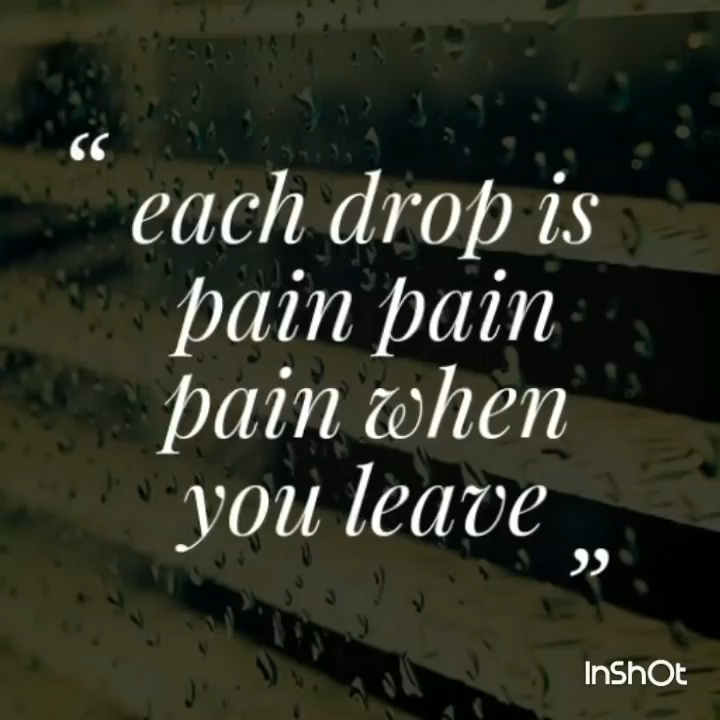 “ each drop is
pain pain
pain when
you leave ”
InShOt